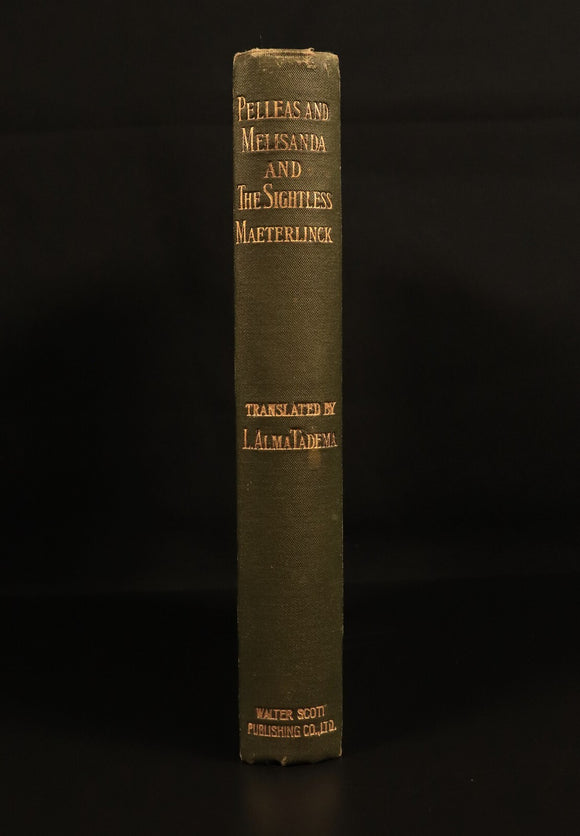 PELLEAS AND
MELISANDA
AND
THE SIGHTLESS
MAETERLINCK
TRANSLATED BY
L. ALMA TADEMA
WALTER SCOTT
PUBLISHING CO., LTD.